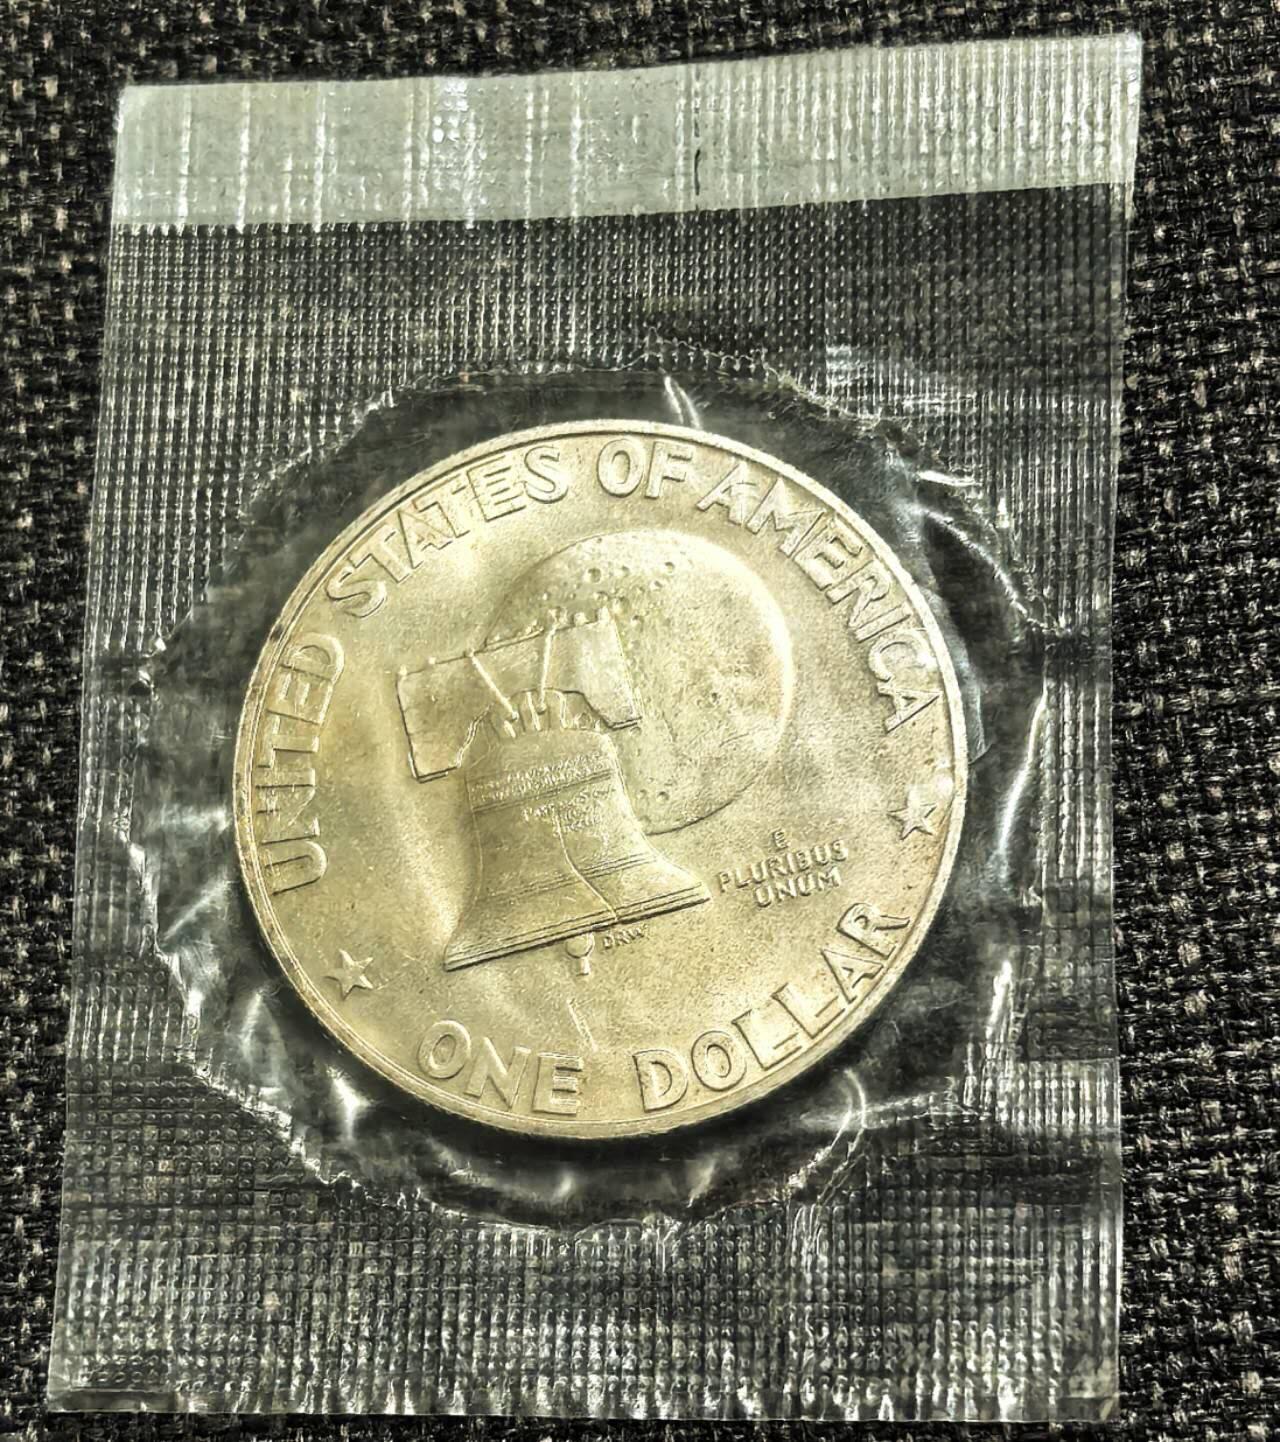 UNITED STATES OF AMERICA
E
PLURIBUS
UNUM
DRW
ONE DOLLAR